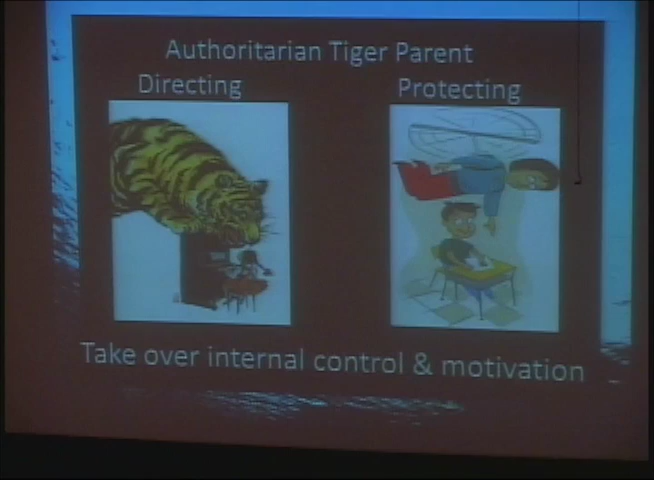 Authoritarian Tiger Parent
Directing
Protecting
Take over internal control & motivation